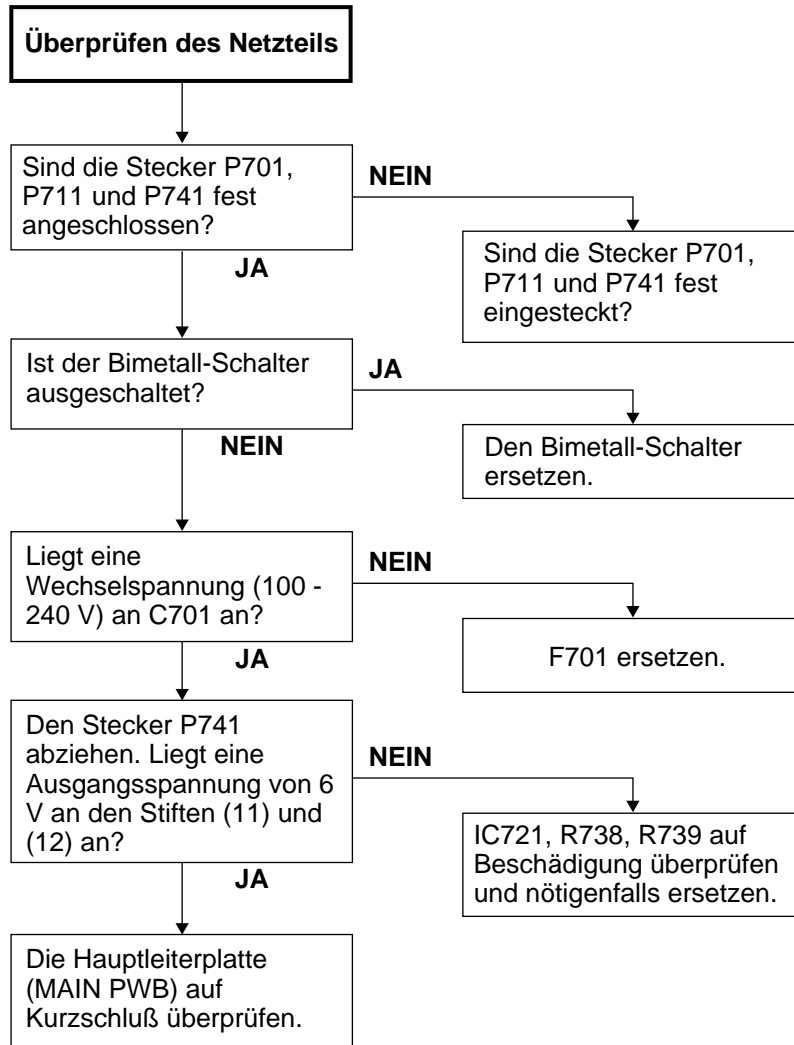 Überprüfen des Netzteils
Sind die Stecker P701,
P711 und P741 fest
angeschlossen?
NEIN
Sind die Stecker P701,
P711 und P741 fest
eingesteckt?
JA
Ist der Bimetall-Schalter
ausgeschaltet?
JA
Den Bimetall-Schalter
ersetzen.
NEIN
Liegt eine
Wechselspannung (100 -
240 V) an C701 an?
NEIN
F701 ersetzen.
JA
Den Stecker P741
abziehen. Liegt eine
Ausgangsspannung von 6
V an den Stiften (11) und
(12) an?
NEIN
IC721, R738, R739 auf
Beschädigung überprüfen
und nötigenfalls ersetzen.
JA
Die Hauptleiterplatte
(MAIN PWB) auf
Kurzschluß überprüfen.